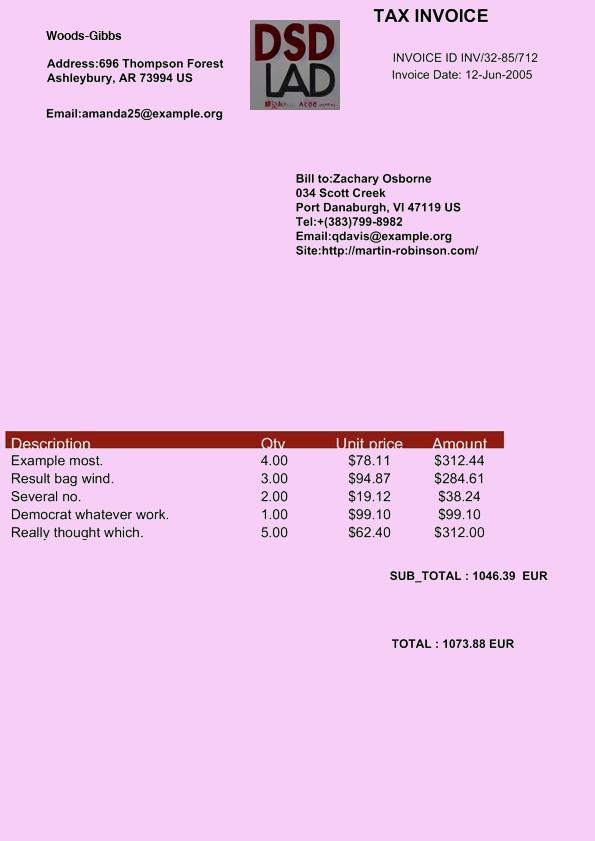 TAX INVOICE
Woods-Gibbs
DSD
LAD
INVOICE ID INV/32-85/712
Address:696 Thompson Forest
Invoice Date: 12-Jun-2005
Ashleybury, AR 73994 US
Email:amanda25@example.org
Bill to:Zachary Osborne
034 Scott Creek
Port Danaburgh, VI 47119 US
Tel:+(383)799-8982
Email:qdavis@example.org
Site:http://martin-robinson.com/
Description Qty Unit price Amount
Example most. 4.00 $78.11 $312.44
Result bag wind. 3.00 $94.87 $284.61
Several no. 2.00 $19.12 $38.24
Democrat whatever work. 1.00 $99.10 $99.10
Really thought which. 5.00 $62.40 $312.00
SUB_TOTAL : 1046.39 EUR
TOTAL : 1073.88 EUR